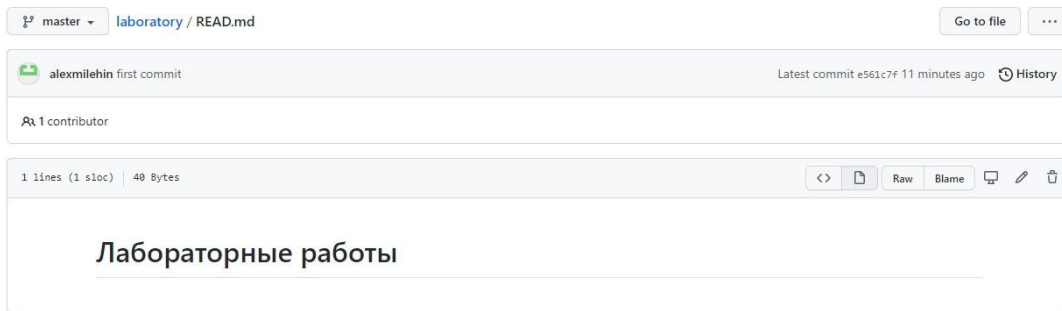 master laboratory / READ.md Go to file ...
alexmilehin first commit Latest commit e561c7f 11 minutes ago History
1 contributor
1 lines (1 sloc) 40 Bytes <> Raw Blame
Лабораторные работы